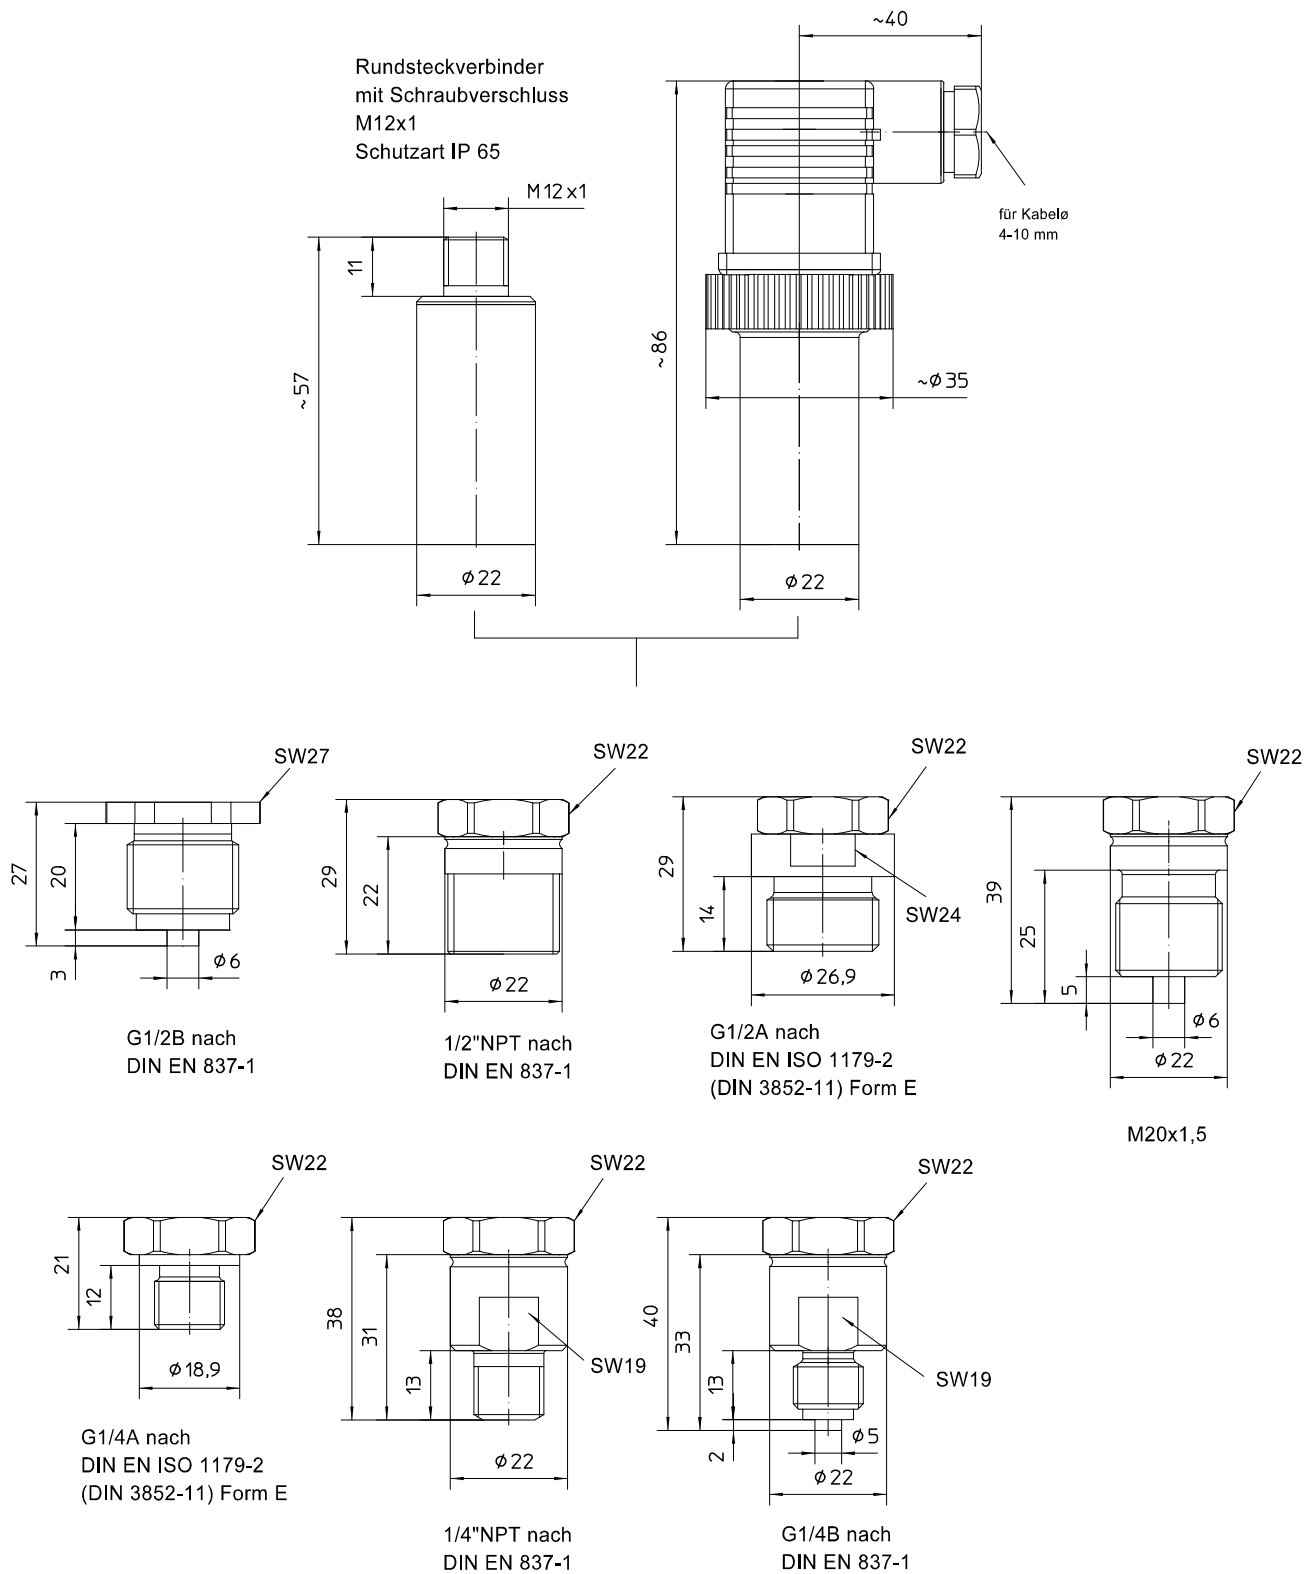 ~40
Rundsteckverbinder
mit Schraubverschluss
M12x1
Schutzart IP 65
M12x1
für Kabelø
4-10 mm
11
~57
~86
~ø35
ø22
ø22
SW27
27
20
3
ø6
G1/2B nach
DIN EN 837-1
SW22
29
22
ø22
1/2"NPT nach
DIN EN 837-1
SW22
29
14
SW24
ø26,9
G1/2A nach
DIN EN ISO 1179-2
(DIN 3852-11) Form E
SW22
39
25
5
ø6
ø22
M20x1,5
SW22
21
12
ø18,9
G1/4A nach
DIN EN ISO 1179-2
(DIN 3852-11) Form E
SW22
38
31
13
SW19
ø22
1/4"NPT nach
DIN EN 837-1
SW22
40
33
13
2
SW19
ø5
ø22
G1/4B nach
DIN EN 837-1